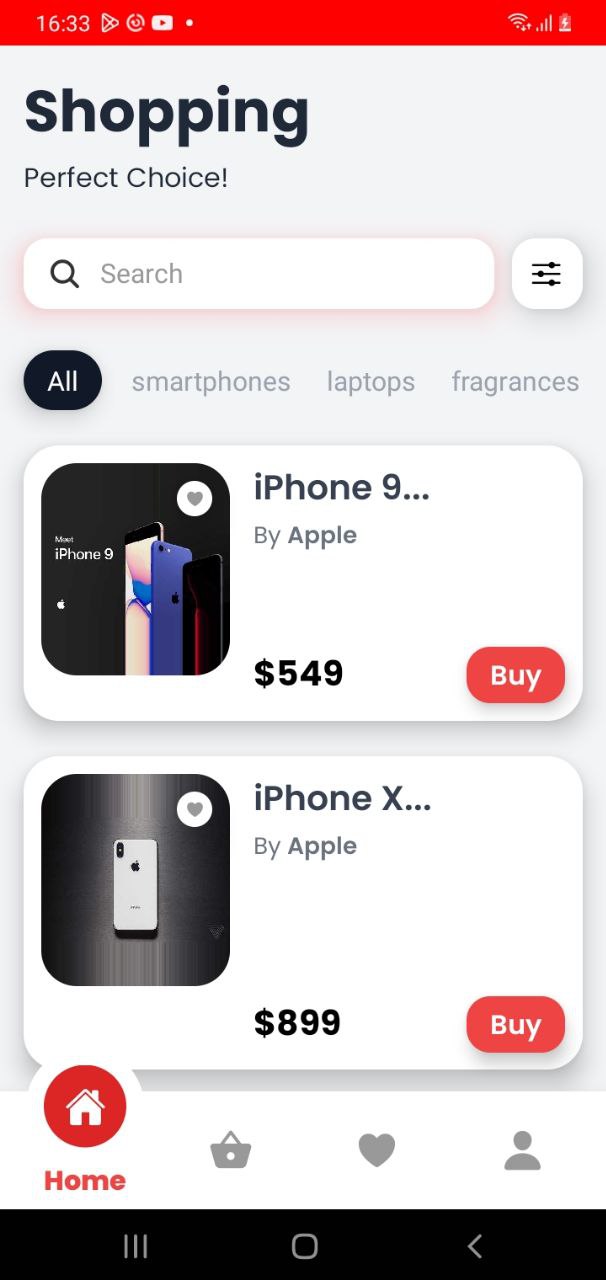 16:33
Shopping
Perfect Choice!
Search
All smartphones laptops fragrances
Meet
iPhone 9
iPhone 9...
By Apple
$549 Buy
iPhone X...
By Apple
$899 Buy
Home